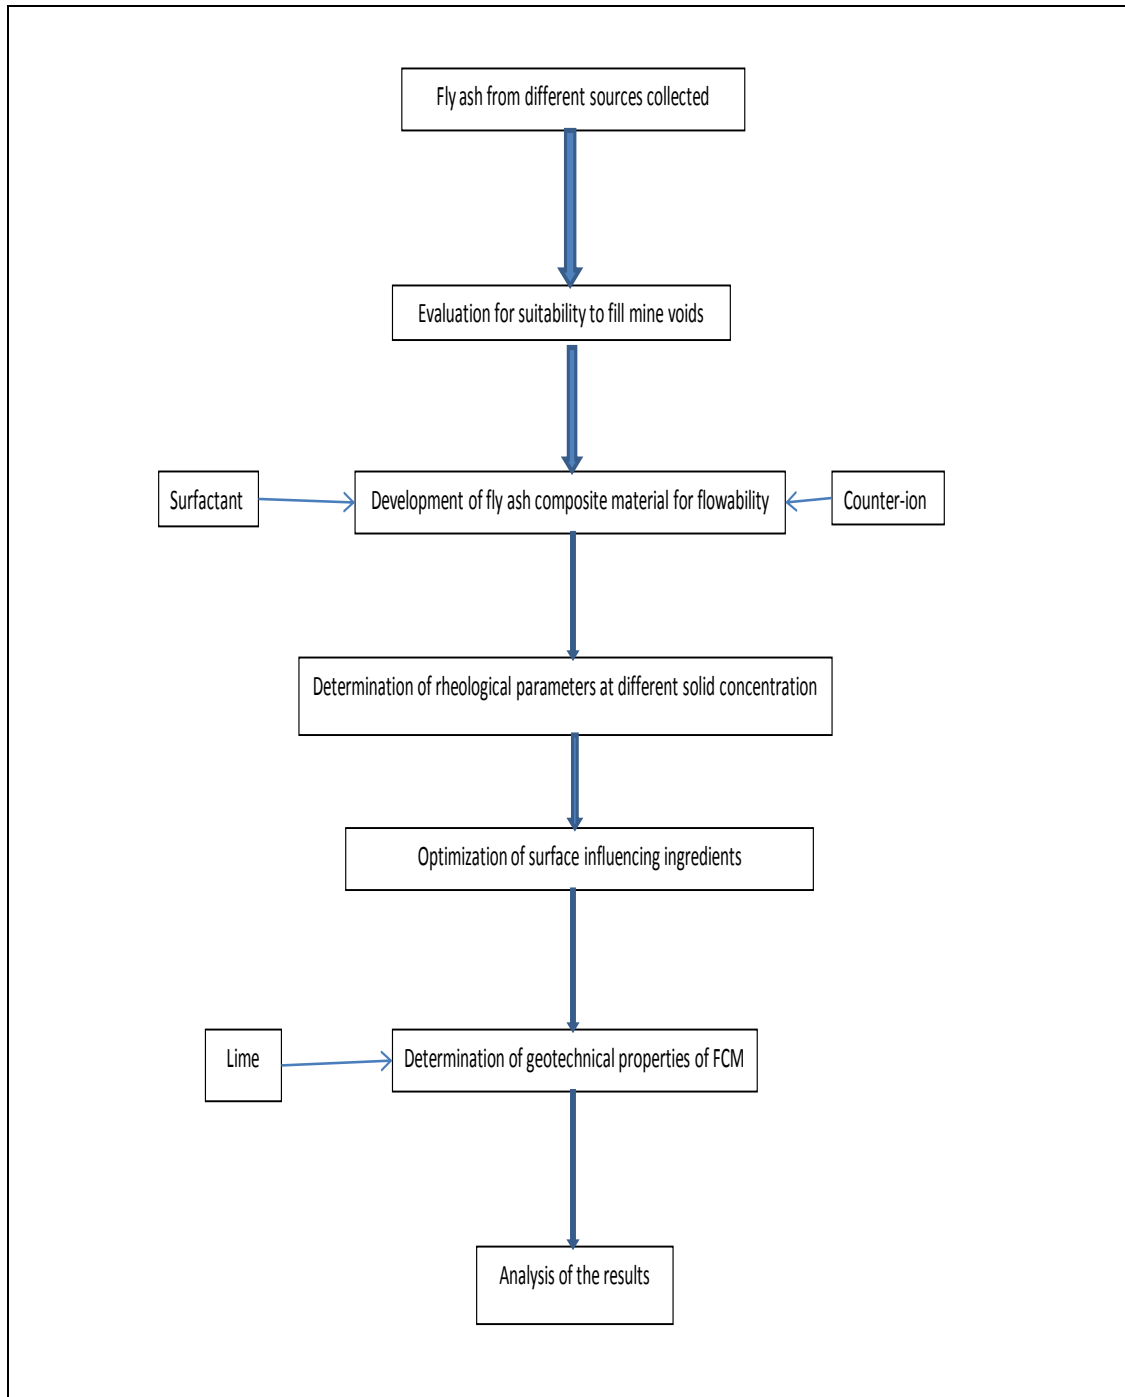 Fly ash from different sources collected
Evaluation for suitability to fill mine voids
Surfactant
Development of fly ash composite material for flowability
Counter-ion
Determination of rheological parameters at different solid concentration
Optimization of surface influencing ingredients
Lime
Determination of geotechnical properties of FCM
Analysis of the results